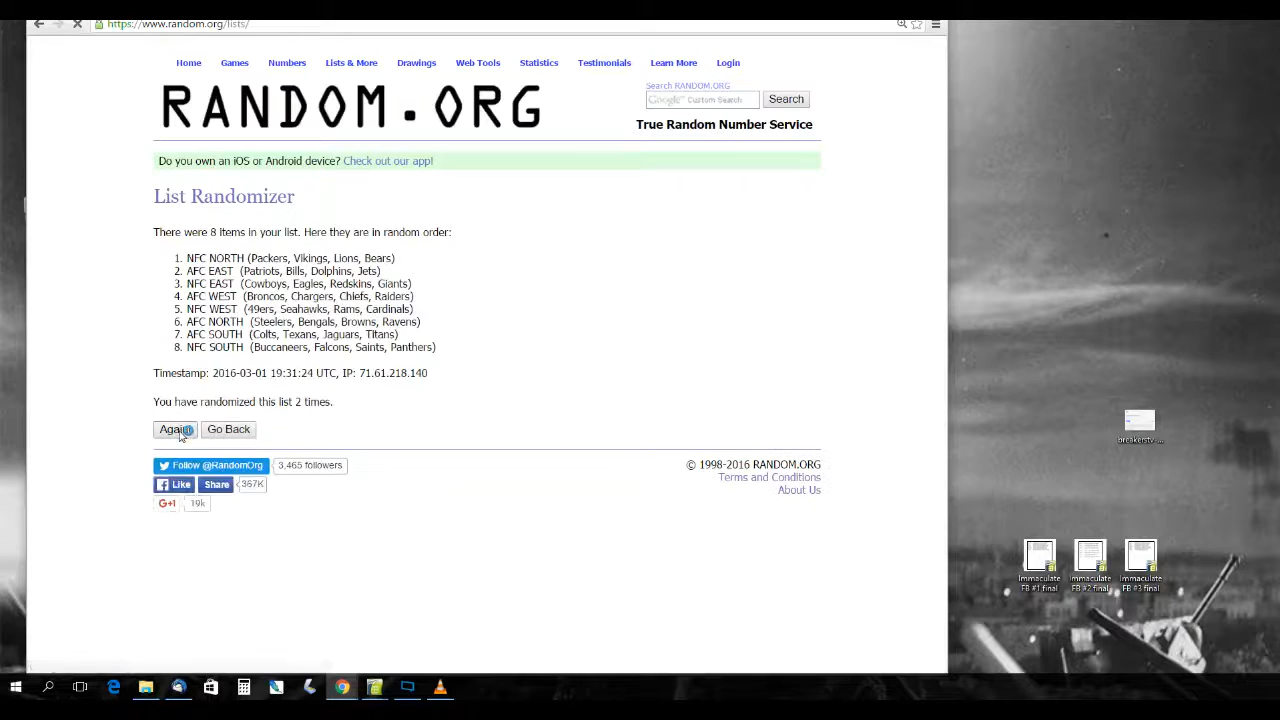 https://www.random.org/lists/
Home Games Numbers Lists & More Drawings Web Tools Statistics Testimonials Learn More Login
RANDOM.ORG
Search RANDOM.ORG
Google™ Custom Search Search
True Random Number Service
Do you own an iOS or Android device? Check out our app!
List Randomizer
There were 8 items in your list. Here they are in random order:
1. NFC NORTH (Packers, Vikings, Lions, Bears)
2. AFC EAST (Patriots, Bills, Dolphins, Jets)
3. NFC EAST (Cowboys, Eagles, Redskins, Giants)
4. AFC WEST (Broncos, Chargers, Chiefs, Raiders)
5. NFC WEST (49ers, Seahawks, Rams, Cardinals)
6. AFC NORTH (Steelers, Bengals, Browns, Ravens)
7. AFC SOUTH (Colts, Texans, Jaguars, Titans)
8. NFC SOUTH (Buccaneers, Falcons, Saints, Panthers)
Timestamp: 2016-03-01 19:31:24 UTC, IP: 71.61.218.140
You have randomized this list 2 times.
Go Back
Follow @RandomOrg 3,465 followers
Like Share 367K
G+1 19k
© 1998-2016 RANDOM.ORG
Terms and Conditions
About Us
breakerstv-...
Immaculate FB #1 final
Immaculate FB #2 final
Immaculate FB #3 final